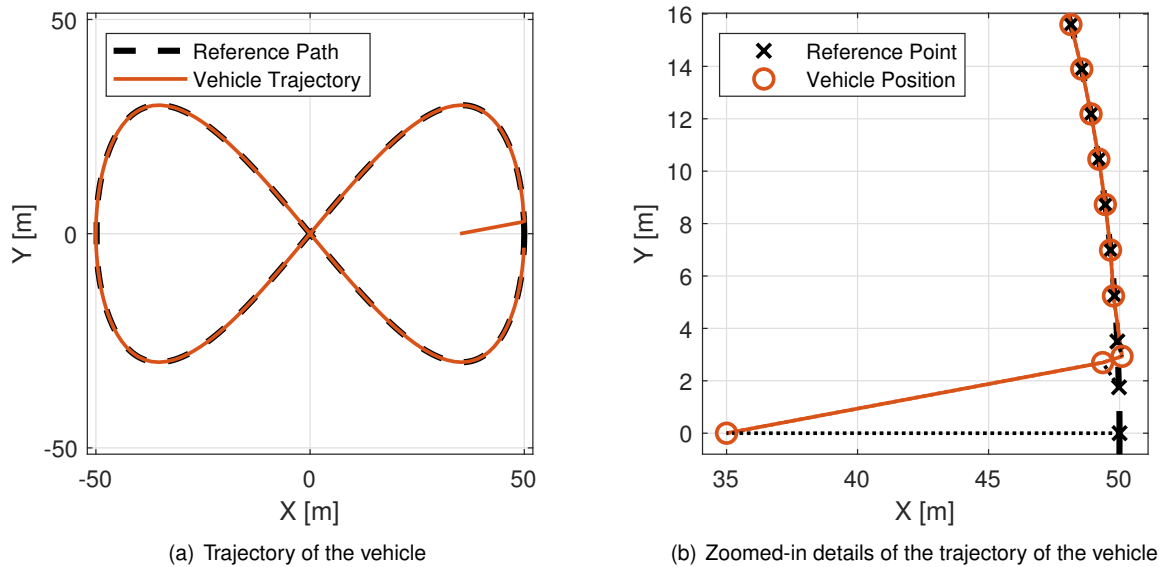 50
0
-50
Y [m]
Reference Path
Vehicle Trajectory
-50
0
50
X [m]
(a) Trajectory of the vehicle
16
14
12
10
8
6
4
2
0
Y [m]
Reference Point
Vehicle Position
35
40
45
50
X [m]
(b) Zoomed-in details of the trajectory of the vehicle